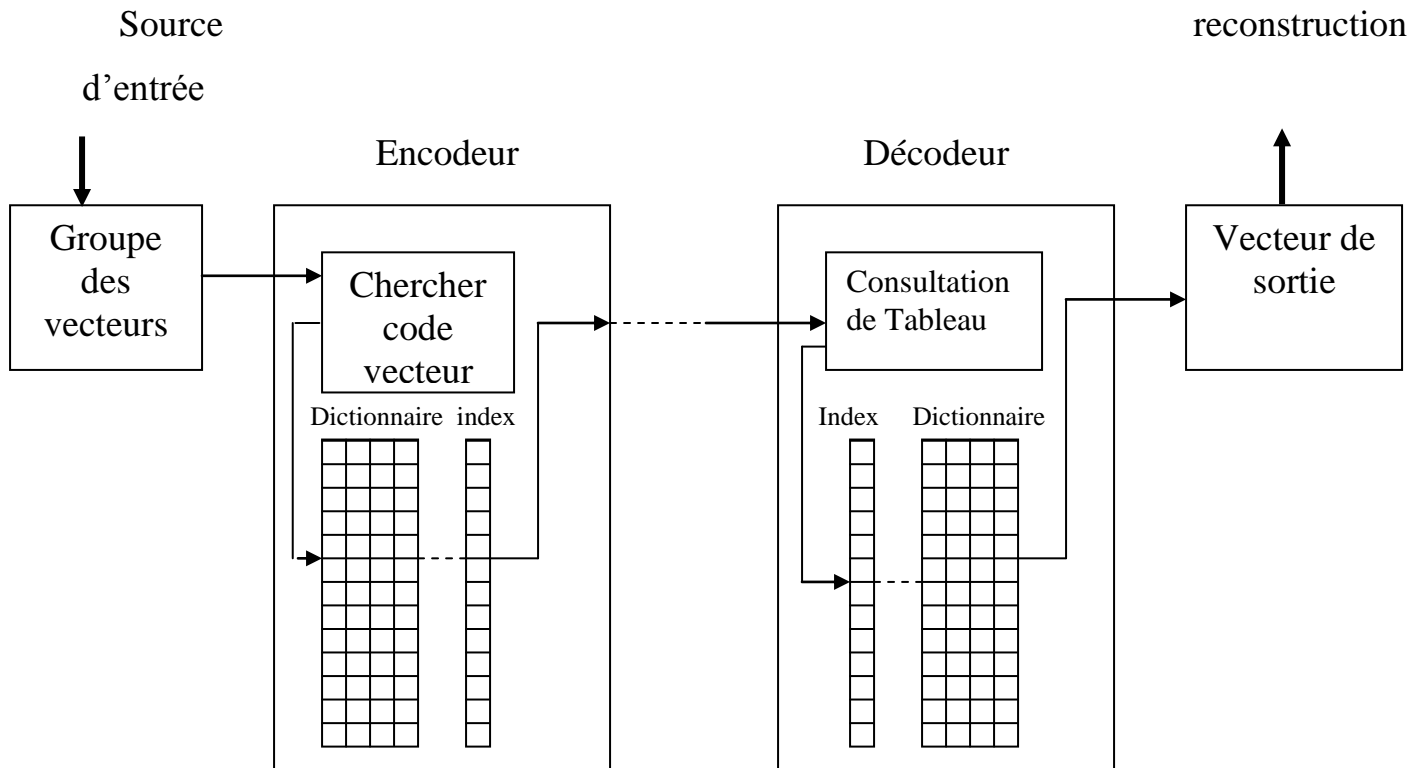 Source
d’entrée
reconstruction
Encodeur
Décodeur
Groupe
des
vecteurs
Chercher
code
vecteur
Dictionnaire index
Consultation
de Tableau
Index Dictionnaire
Vecteur de
sortie